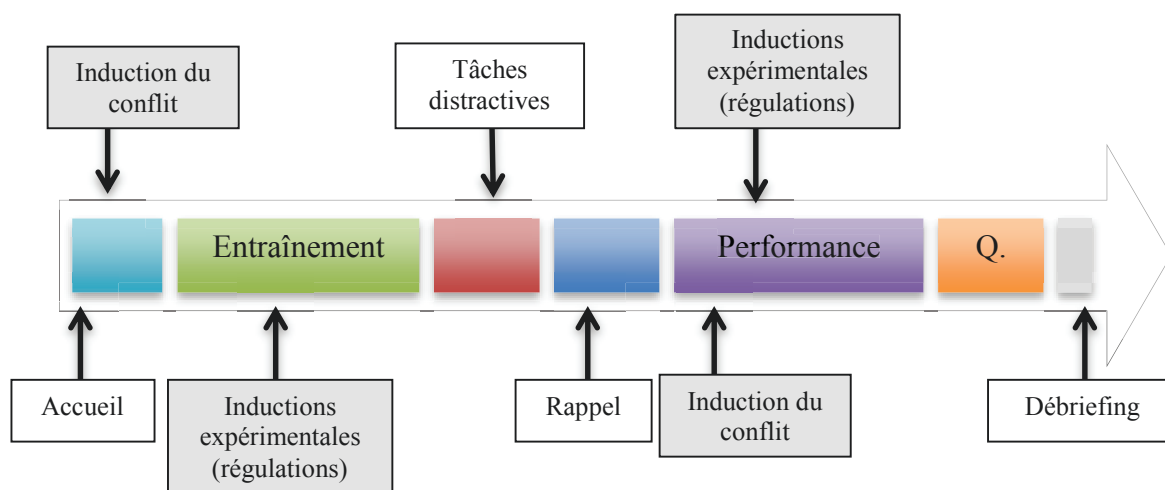 Induction du
conflit
Tâches
distractives
Inductions
expérimentales
(régulations)
Entraînement
Performance
Q.
Accueil
Inductions
expérimentales
(régulations)
Rappel
Induction du
conflit
Débriefing